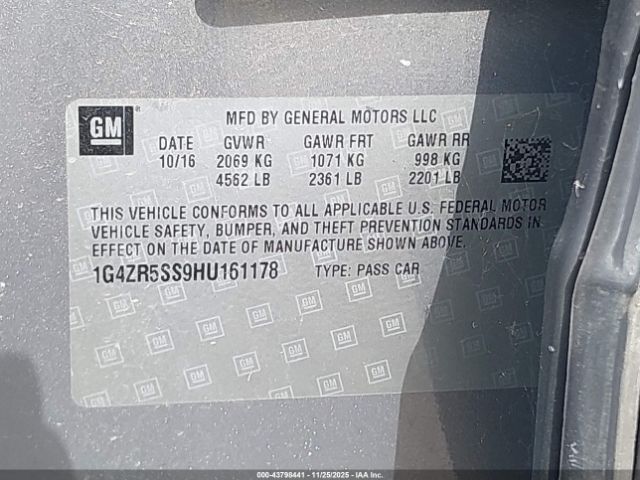 GM
MFD BY GENERAL MOTORS LLC
DATE GVWR GAWR FRT GAWR RR
10/16 2069 KG 1071 KG 998 KG
4562 LB 2361 LB 2201 LB
THIS VEHICLE CONFORMS TO ALL APPLICABLE U.S. FEDERAL MOTOR
VEHICLE SAFETY, BUMPER, AND THEFT PREVENTION STANDARDS IN
EFFECT ON THE DATE OF MANUFACTURE SHOWN ABOVE.
1G4ZR5SS9HU161178 TYPE: PASS CAR
000-43798441 - 11/25/2025 - IAAI.COM